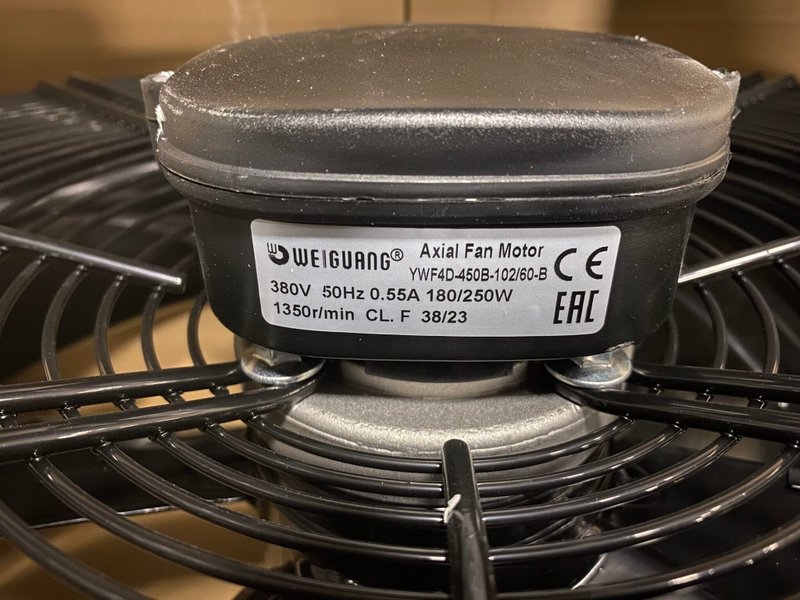 WEIGUANG® Axial Fan Motor
YWF4D-450B-102/60-B
380V 50Hz 0.55A 180/250W
1350r/min CL. F 38/23
CE
EAC